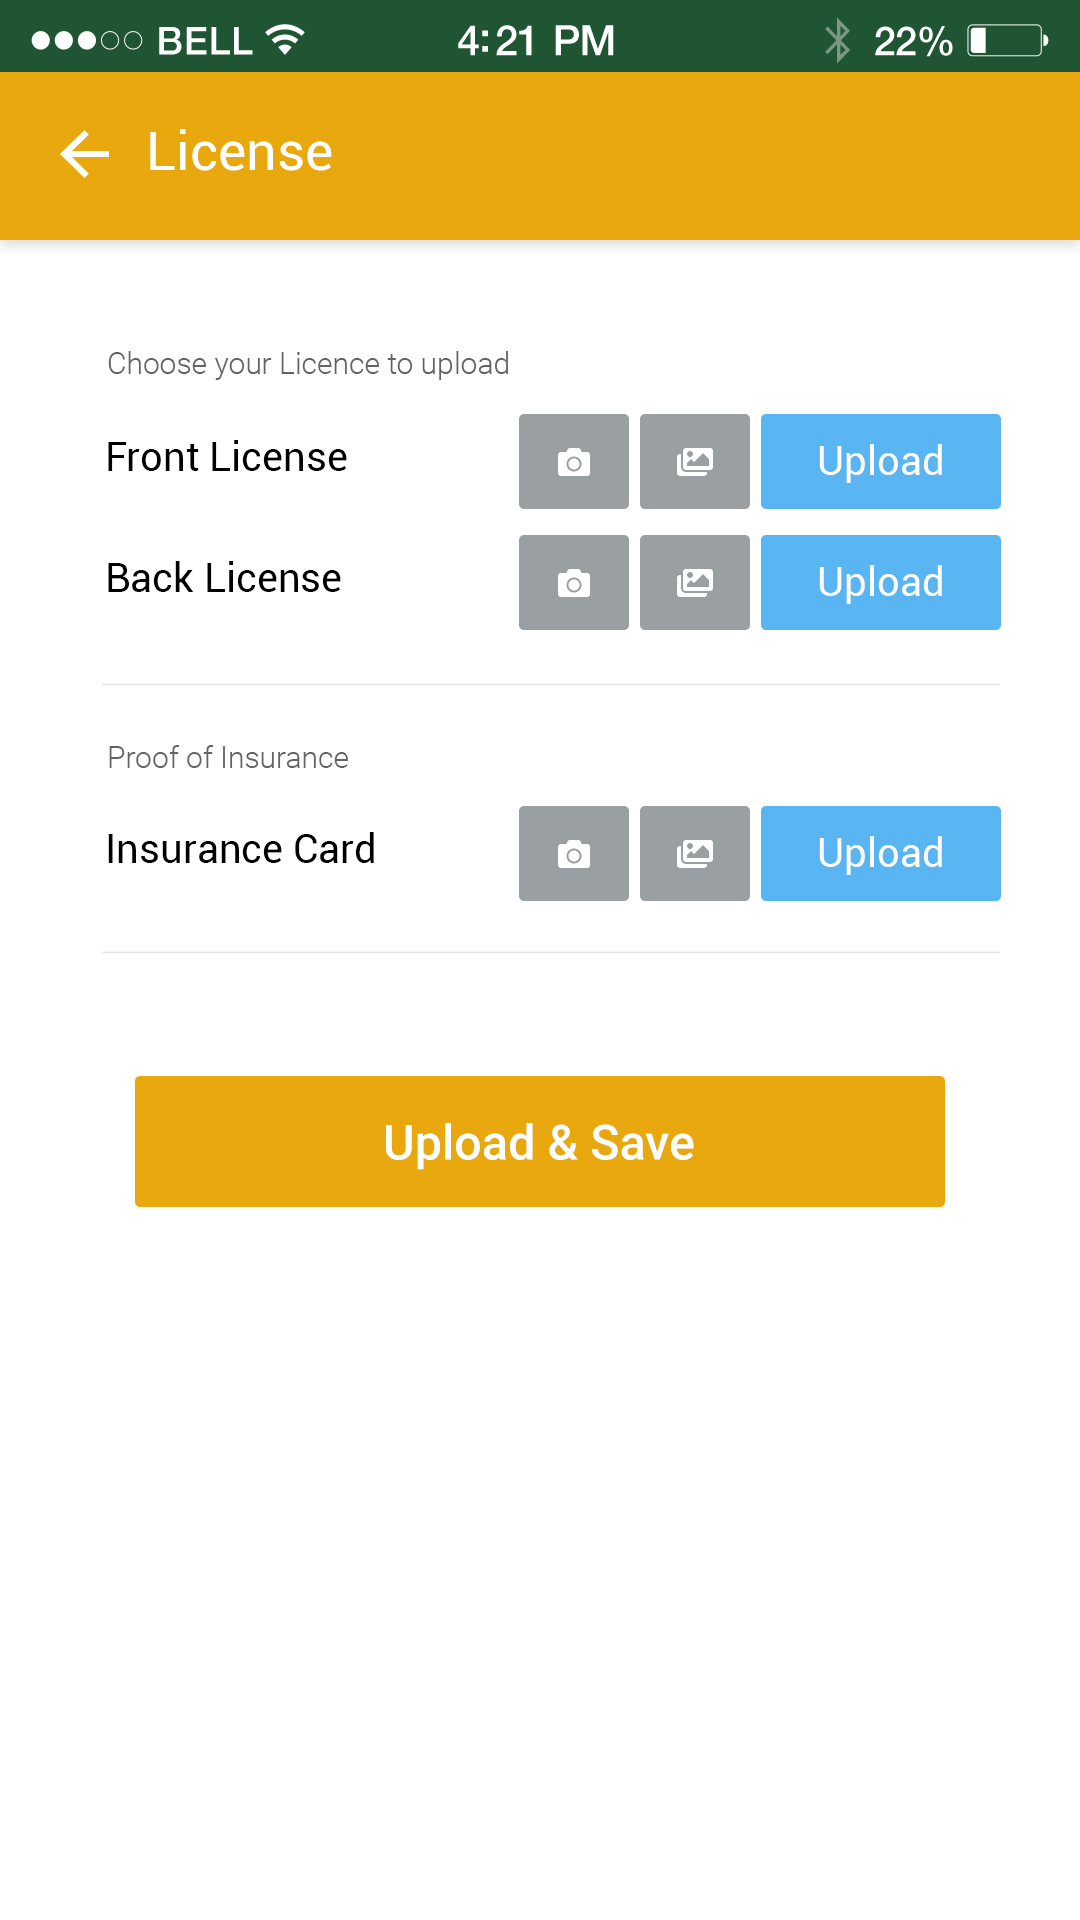 BELL 4:21 PM 22%
License
Choose your Licence to upload
Front License Upload
Back License Upload
Proof of Insurance
Insurance Card Upload
Upload & Save